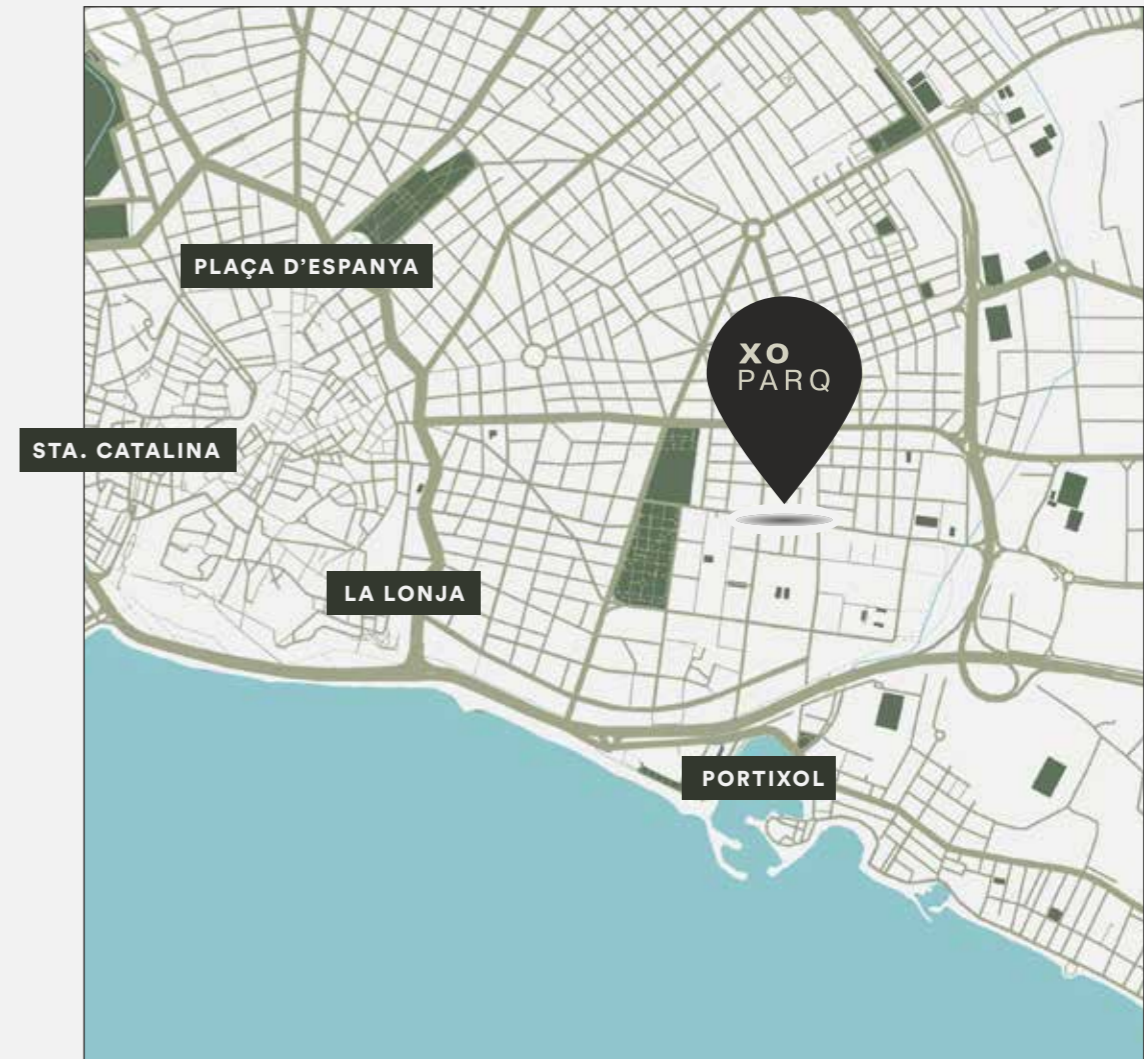 PLAÇA D’ESPANYA
XO
PARQ
STA. CATALINA
LA LONJA
PORTIXOL